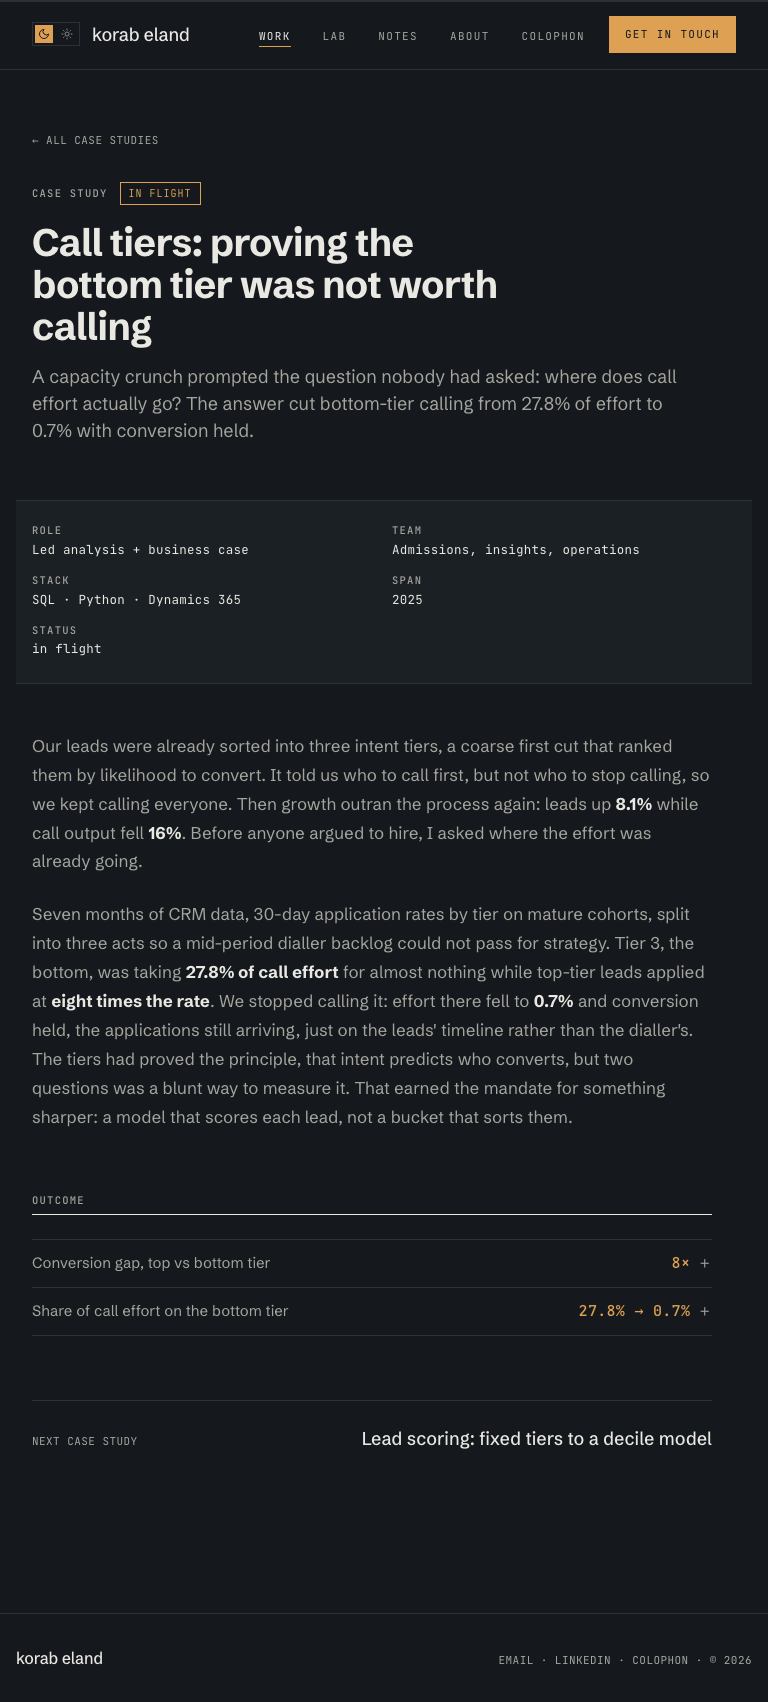 korab eland
WORK
LAB
NOTES
ABOUT
COLOPHON
GET IN TOUCH
← ALL CASE STUDIES
CASE STUDY
IN FLIGHT
Call tiers: proving the
bottom tier was not worth
calling
A capacity crunch prompted the question nobody had asked: where does call
effort actually go? The answer cut bottom-tier calling from 27.8% of effort to
0.7% with conversion held.
ROLE
Led analysis + business case
TEAM
Admissions, insights, operations
STACK
SQL · Python · Dynamics 365
SPAN
2025
STATUS
in flight
Our leads were already sorted into three intent tiers, a coarse first cut that ranked
them by likelihood to convert. It told us who to call first, but not who to stop calling, so
we kept calling everyone. Then growth outran the process again: leads up 8.1% while
call output fell 16%. Before anyone argued to hire, I asked where the effort was
already going.
Seven months of CRM data, 30-day application rates by tier on mature cohorts, split
into three acts so a mid-period dialler backlog could not pass for strategy. Tier 3, the
bottom, was taking 27.8% of call effort for almost nothing while top-tier leads applied
at eight times the rate. We stopped calling it: effort there fell to 0.7% and conversion
held, the applications still arriving, just on the leads' timeline rather than the dialler's.
The tiers had proved the principle, that intent predicts who converts, but two
questions was a blunt way to measure it. That earned the mandate for something
sharper: a model that scores each lead, not a bucket that sorts them.
OUTCOME
Conversion gap, top vs bottom tier
8× +
Share of call effort on the bottom tier
27.8% → 0.7% +
NEXT CASE STUDY
Lead scoring: fixed tiers to a decile model
korab eland
EMAIL · LINKEDIN · COLOPHON · © 2026